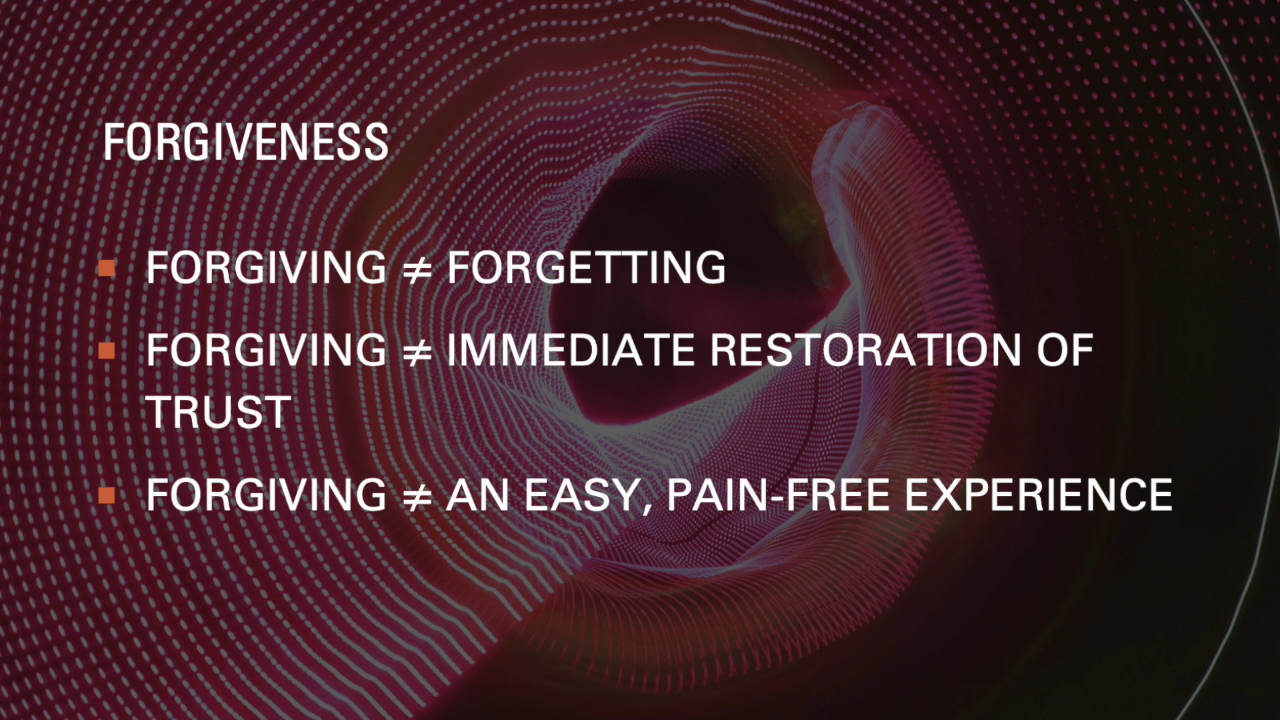 FORGIVENESS
▪ FORGIVING ≠ FORGETTING
▪ FORGIVING ≠ IMMEDIATE RESTORATION OF
TRUST
▪ FORGIVING ≠ AN EASY, PAIN-FREE EXPERIENCE